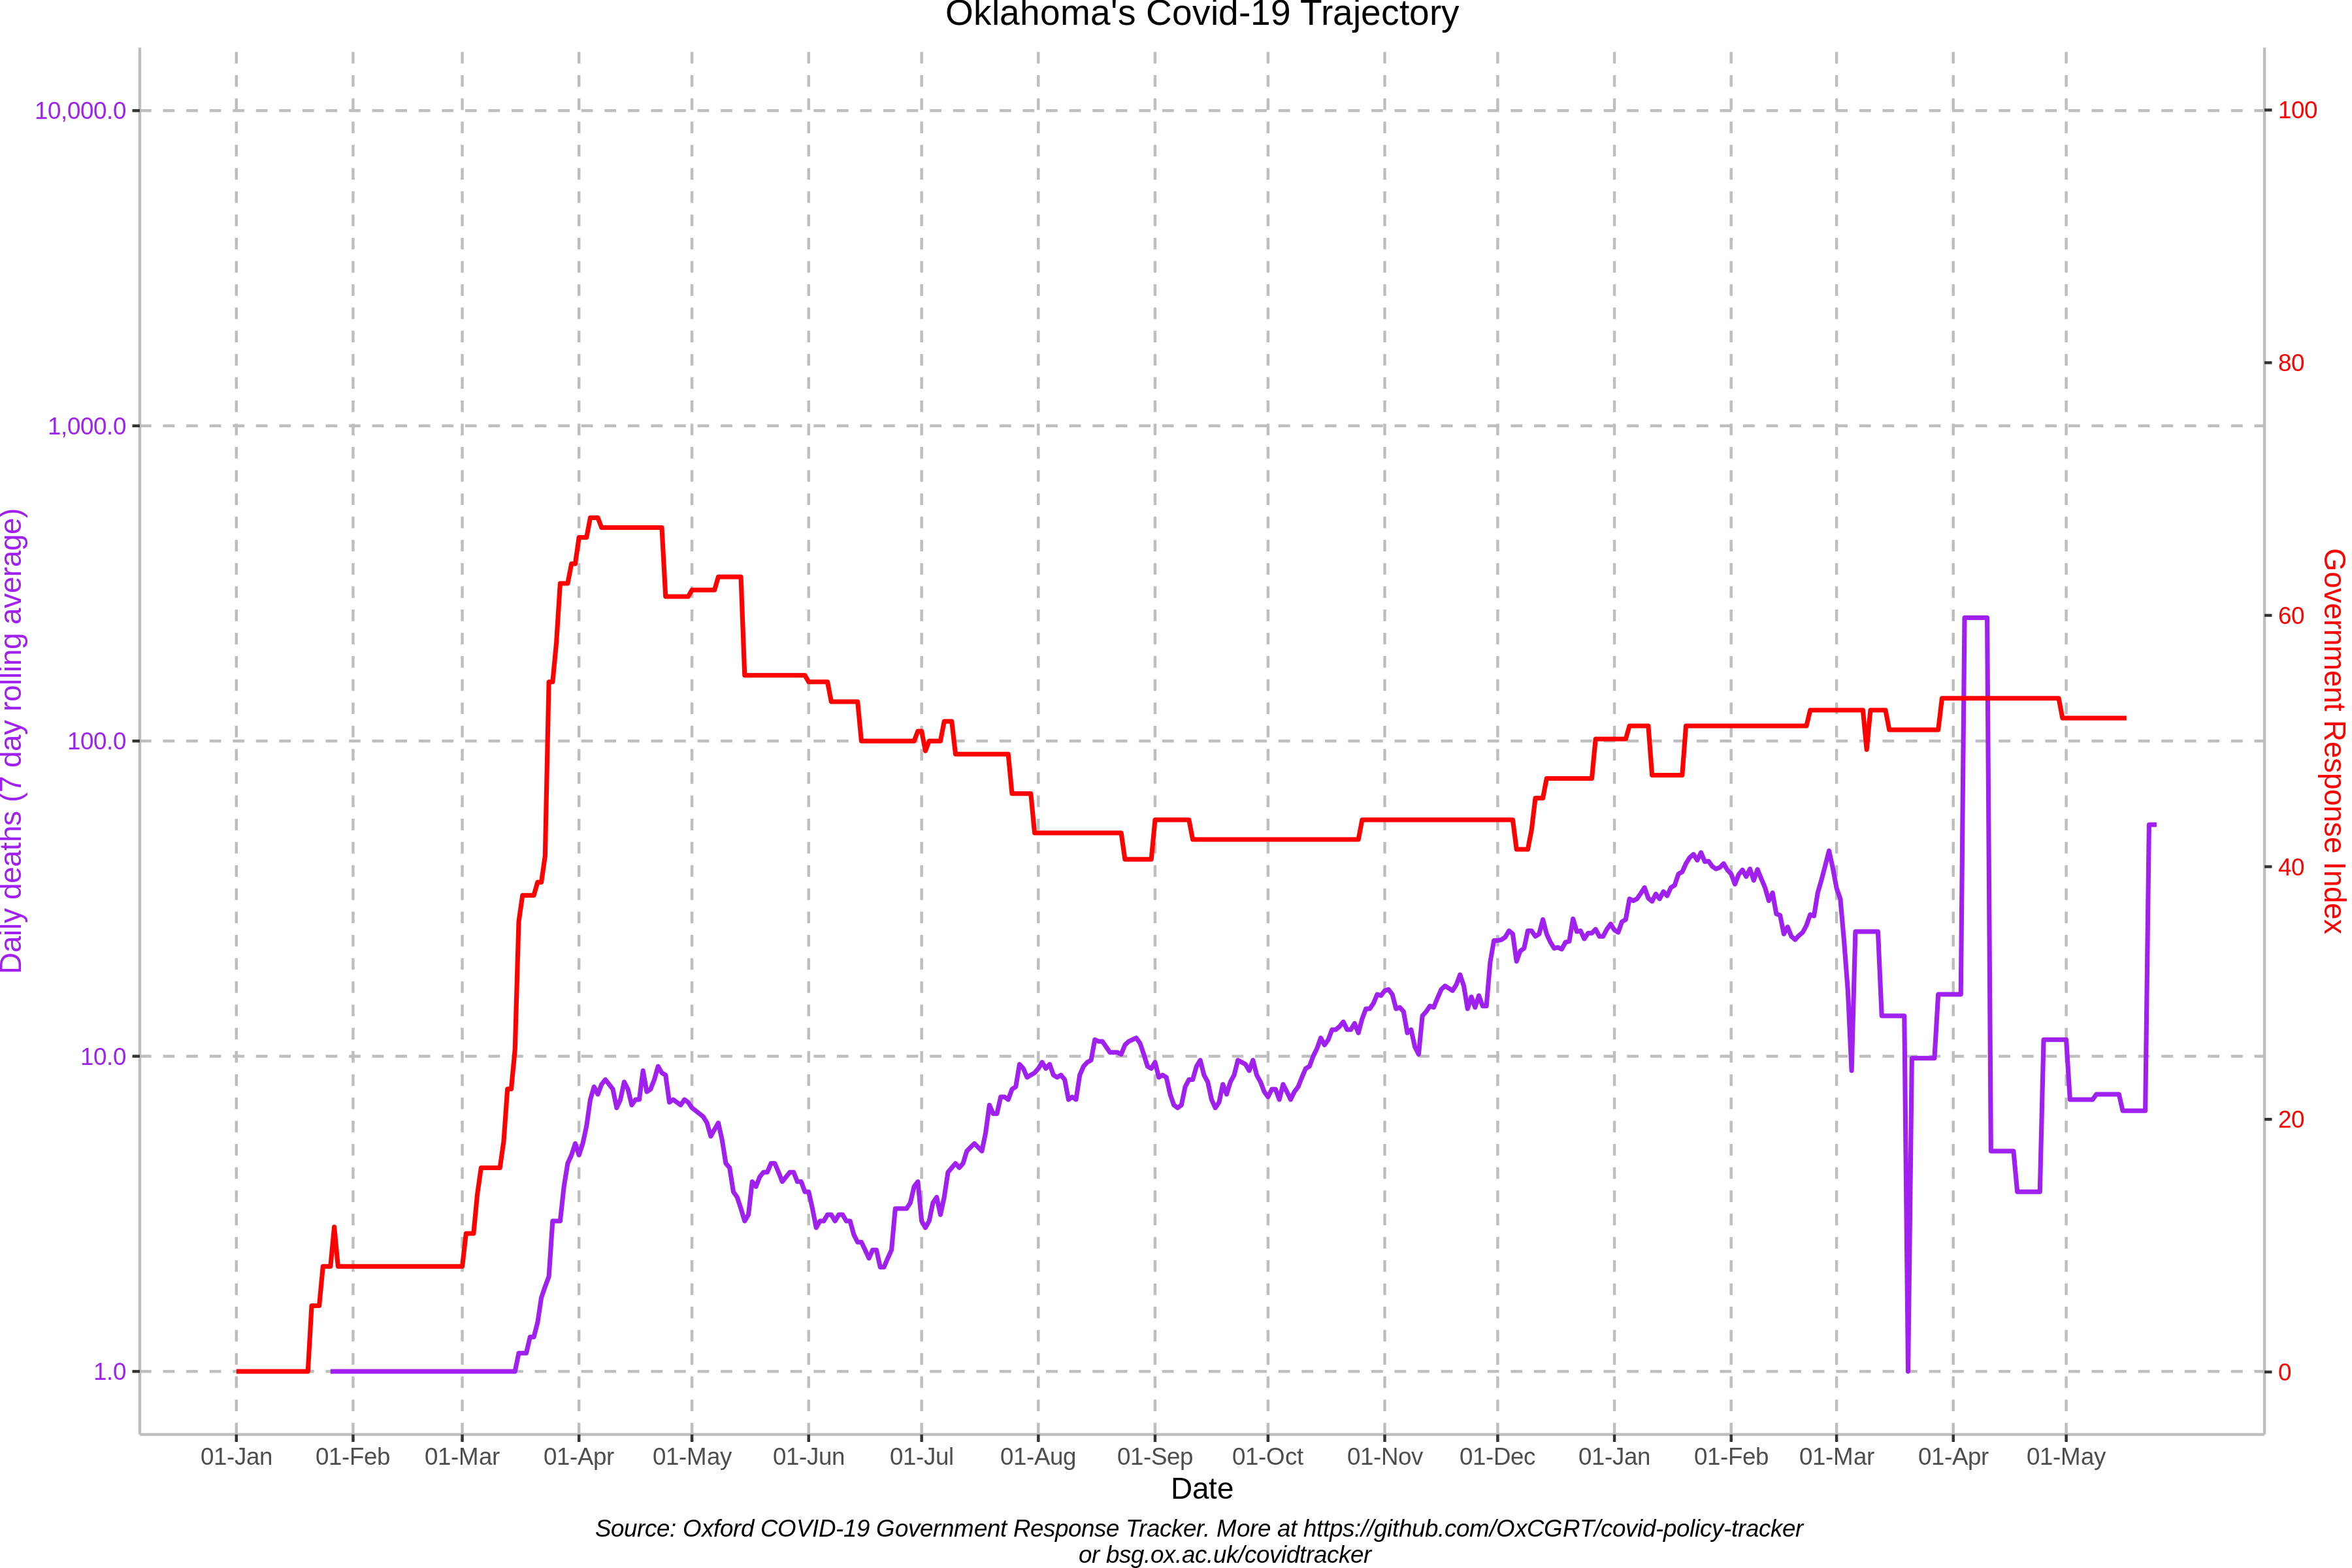 Oklahoma's Covid-19 Trajectory
10,000.0
1,000.0
100.0
10.0
1.0
Daily deaths (7 day rolling average)
100
80
60
40
20
0
Government Response Index
01-Jan 01-Feb 01-Mar 01-Apr 01-May 01-Jun 01-Jul 01-Aug 01-Sep 01-Oct 01-Nov 01-Dec 01-Jan 01-Feb 01-Mar 01-Apr 01-May
Date
Source: Oxford COVID-19 Government Response Tracker. More at https://github.com/OxCGRT/covid-policy-tracker
or bsg.ox.ac.uk/covidtracker